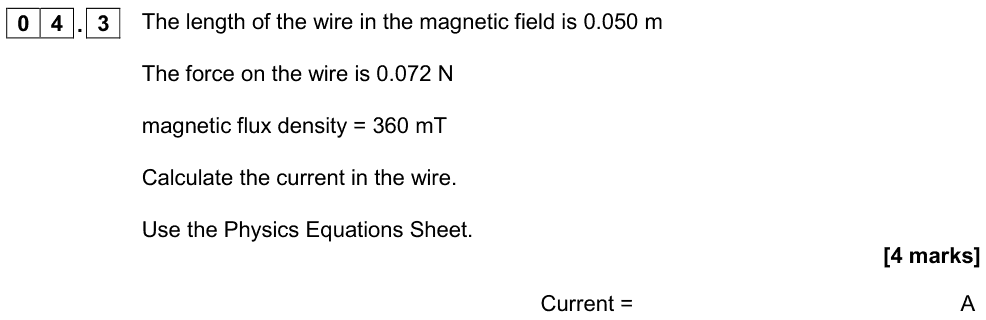 04.3 The length of the wire in the magnetic field is 0.050 m
The force on the wire is 0.072 N
magnetic flux density = 360 mT
Calculate the current in the wire.
Use the Physics Equations Sheet.
[4 marks]
Current = A